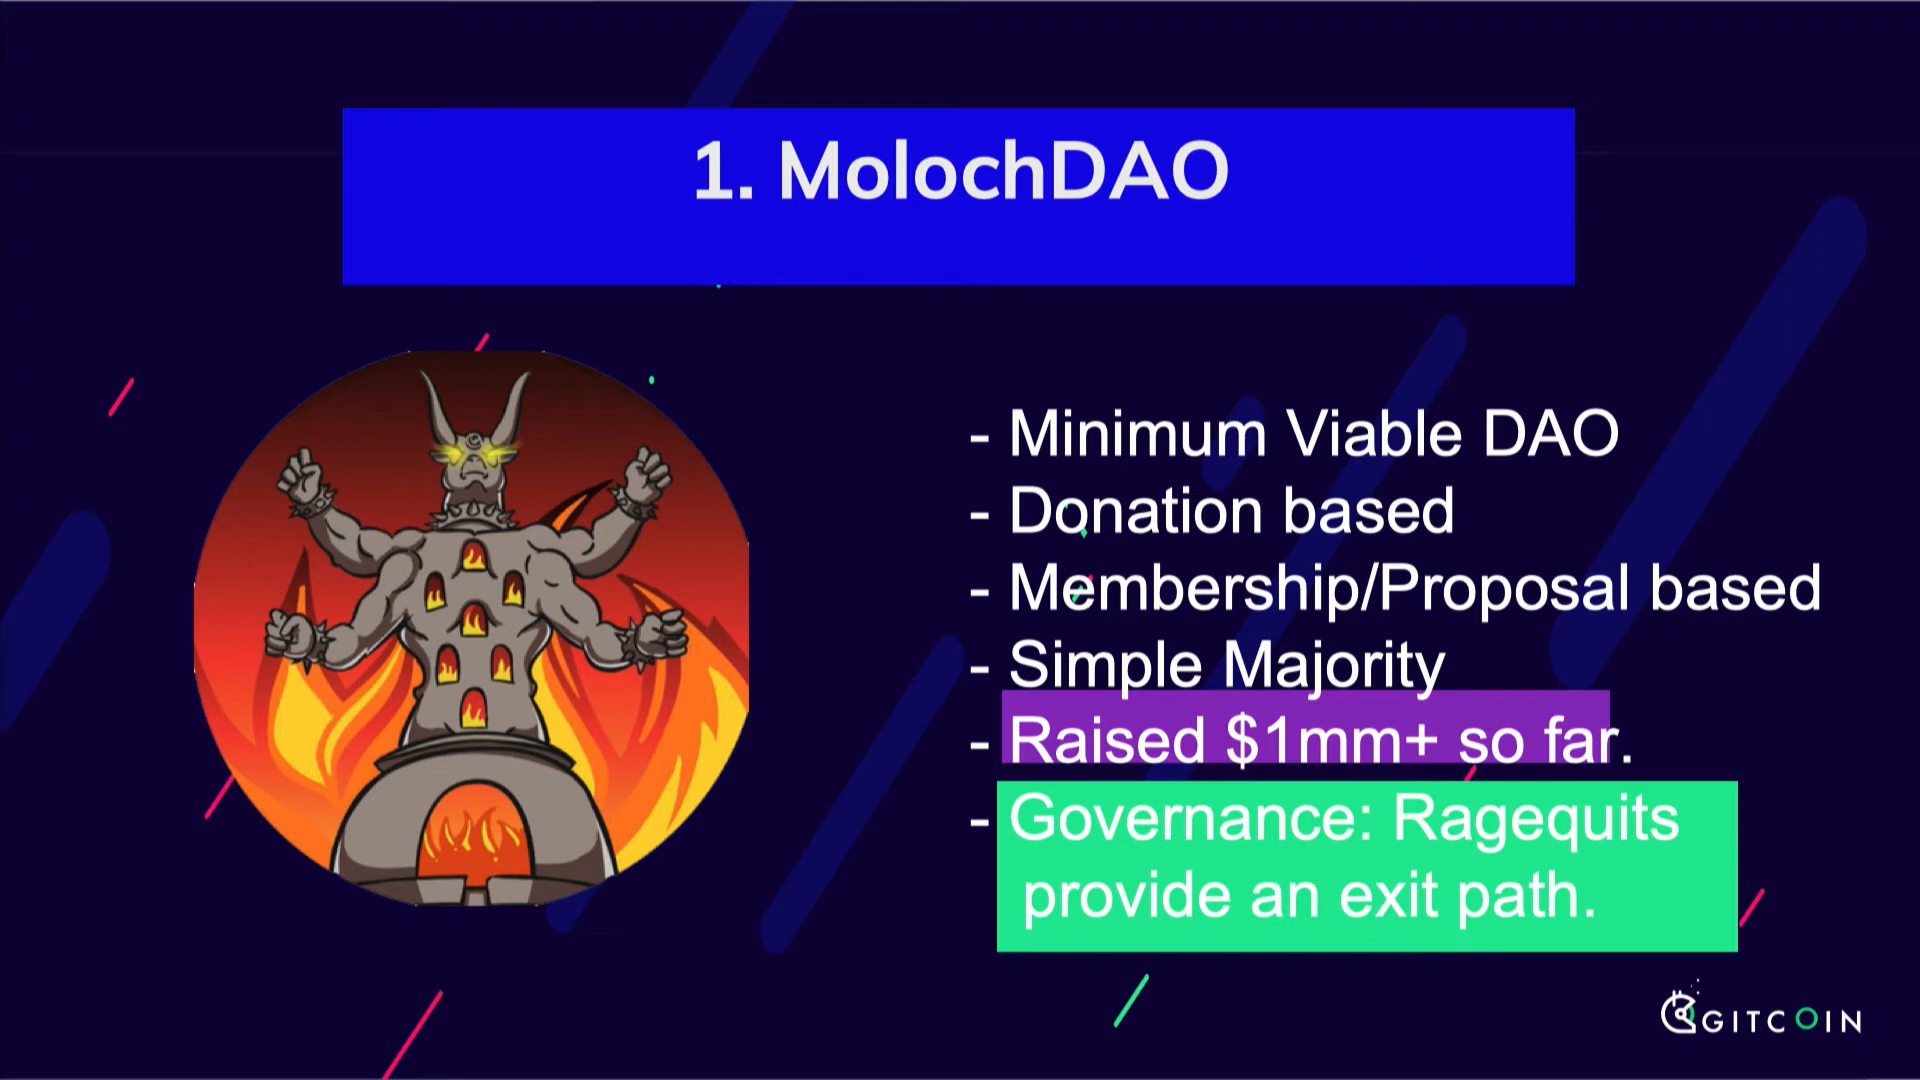 1. MolochDAO
- Minimum Viable DAO
- Donation based
- Membership/Proposal based
- Simple Majority
- Raised $1mm+ so far.
- Governance: Ragequits
provide an exit path.
GITCOIN